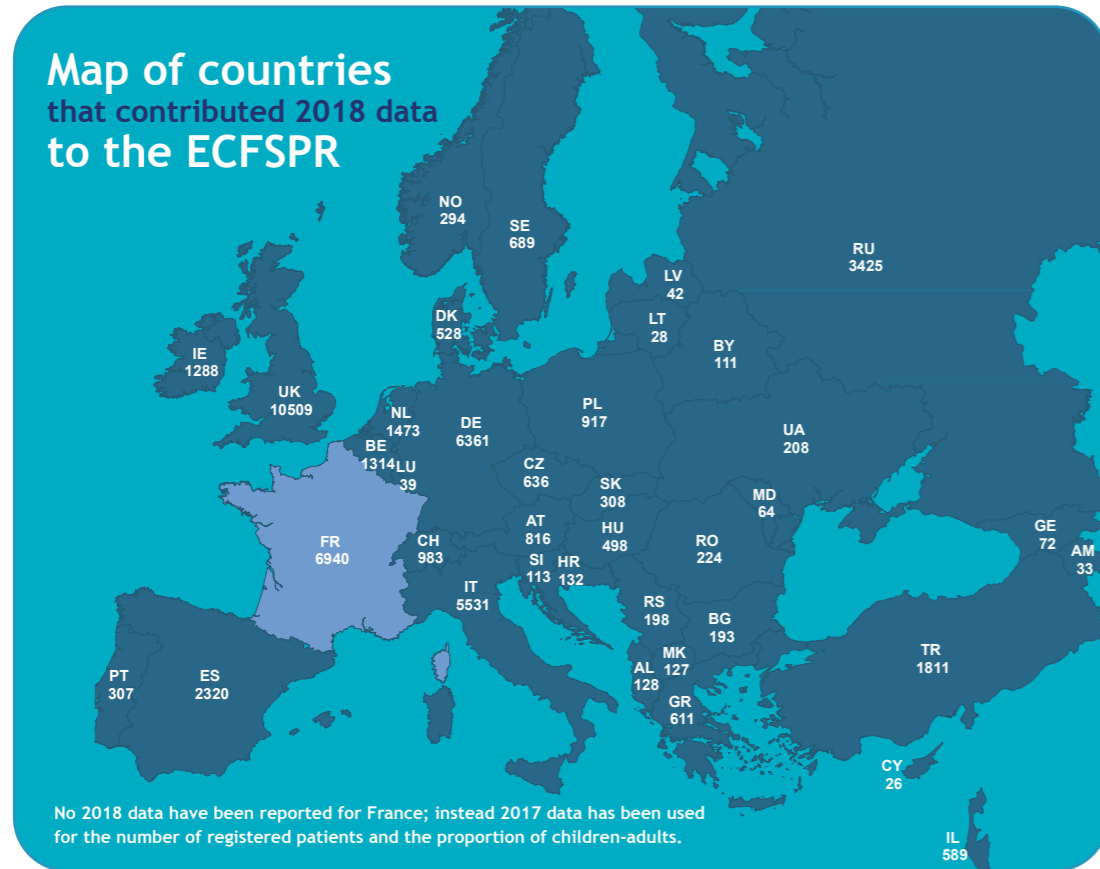 Map of countries
that contributed 2018 data
to the ECFSPR
NO
294
SE
689
RU
3425
LV
42
LT
28
DK
528
BY
111
IE
1288
UK
10509
NL
1473
DE
6361
PL
917
UA
208
BE
1314
LU
39
CZ
636
SK
308
MD
64
FR
6940
CH
983
AT
816
HU
498
RO
224
GE
72
AM
33
SI
113
HR
132
IT
5531
RS
198
BG
193
PT
307
ES
2320
AL
128
MK
127
TR
1811
GR
611
CY
26
IL
589
No 2018 data have been reported for France; instead 2017 data has been used
for the number of registered patients and the proportion of children-adults.